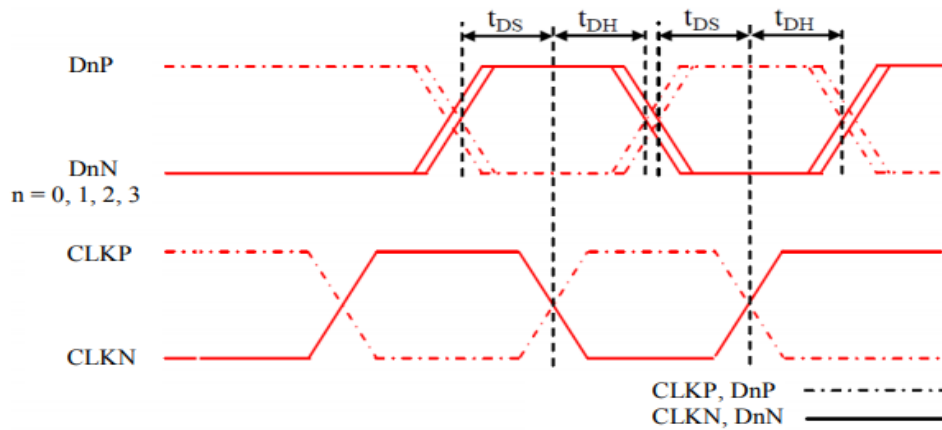 tDS tDH tDS tDH
DnP
DnN
n = 0, 1, 2, 3
CLKP
CLKN
CLKP, DnP
CLKN, DnN